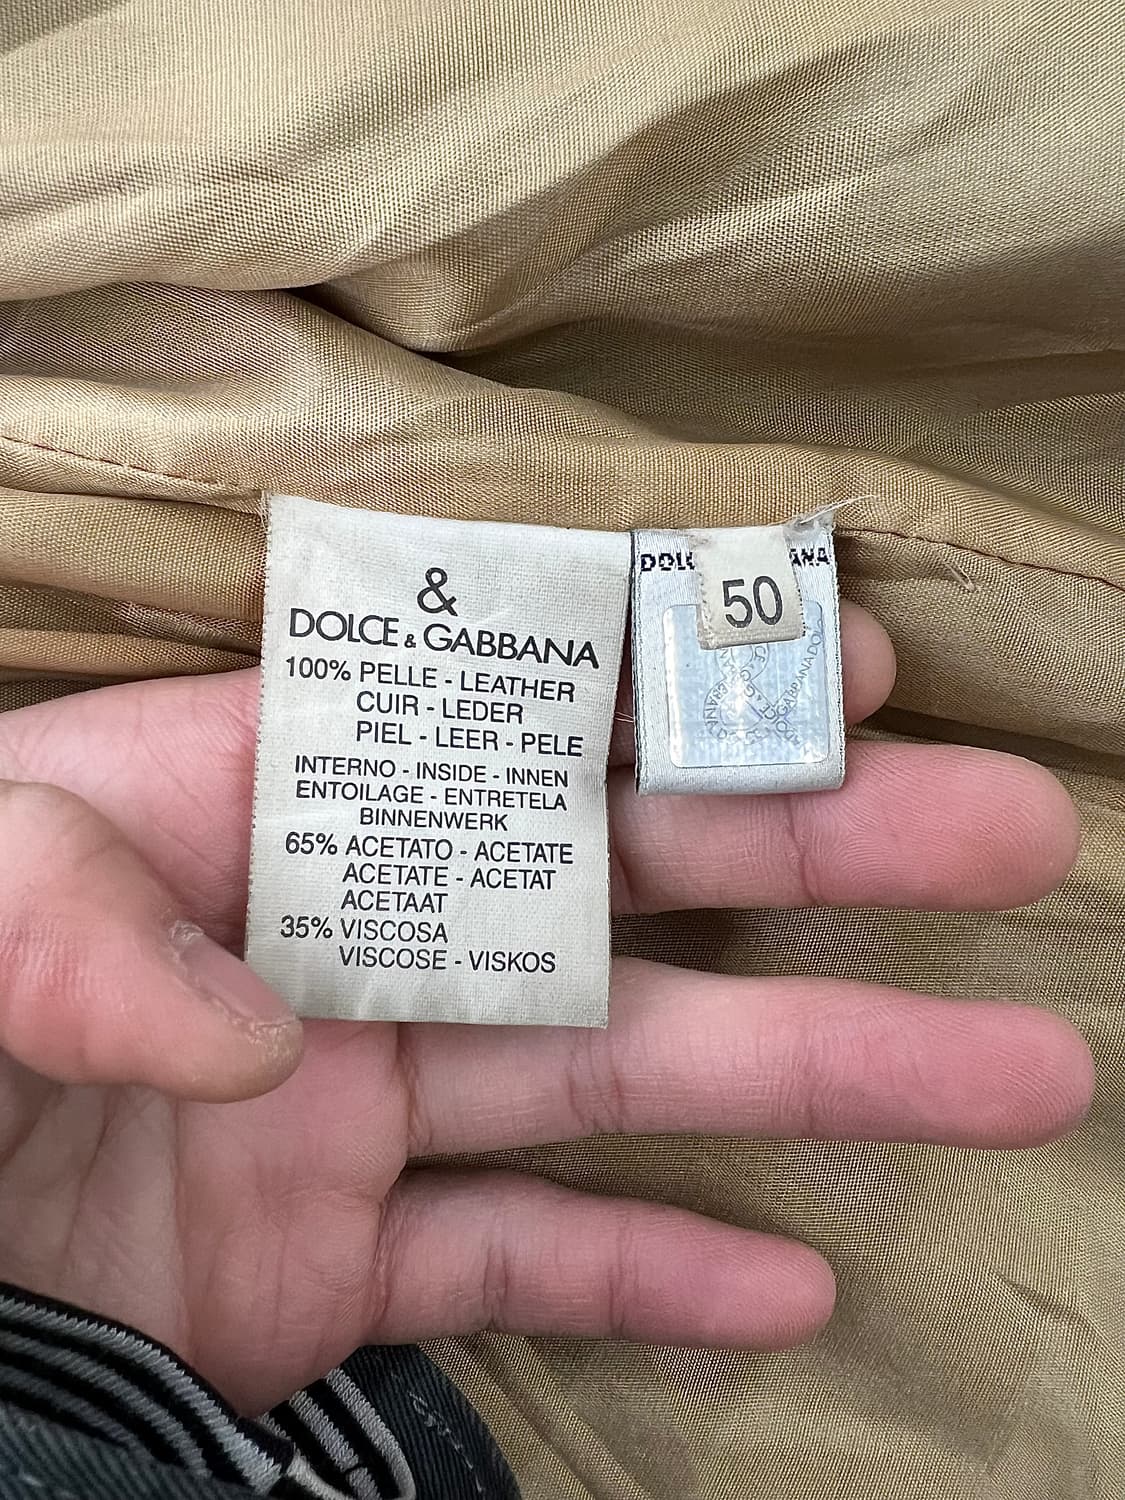 &
DOLCE & GABBANA
100% PELLE - LEATHER
CUIR - LEDER
PIEL - LEER - PELE
INTERNO - INSIDE - INNEN
ENTOILAGE - ENTRETELA
BINNENWERK
65% ACETATO - ACETATE
ACETATE - ACETAT
ACETAAT
35% VISCOSA
VISCOSE - VISKOS
50